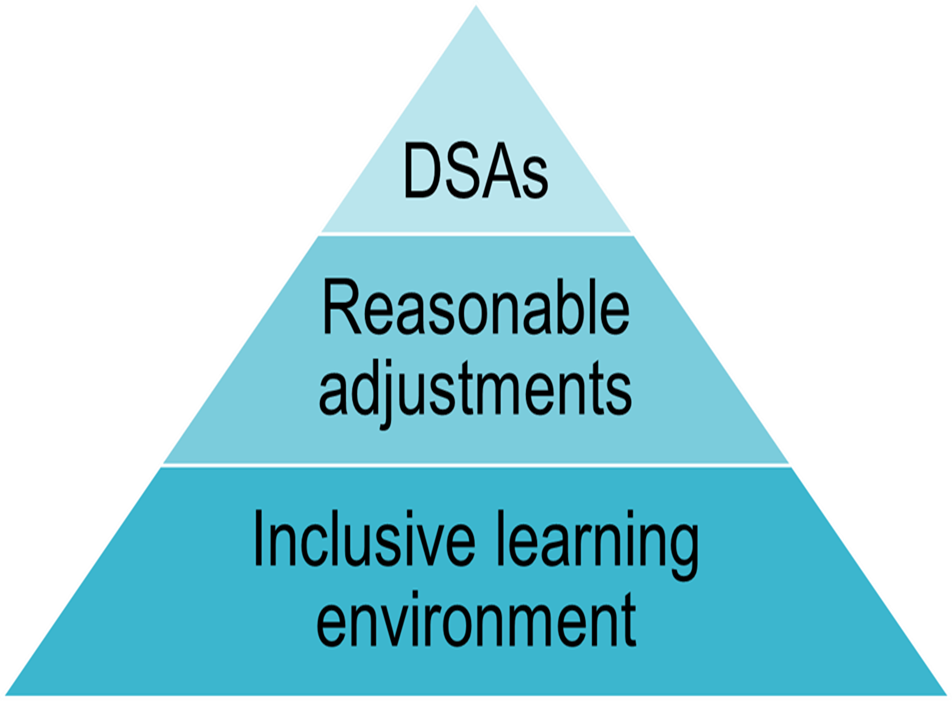 DSAs
Reasonable
adjustments
Inclusive learning
environment